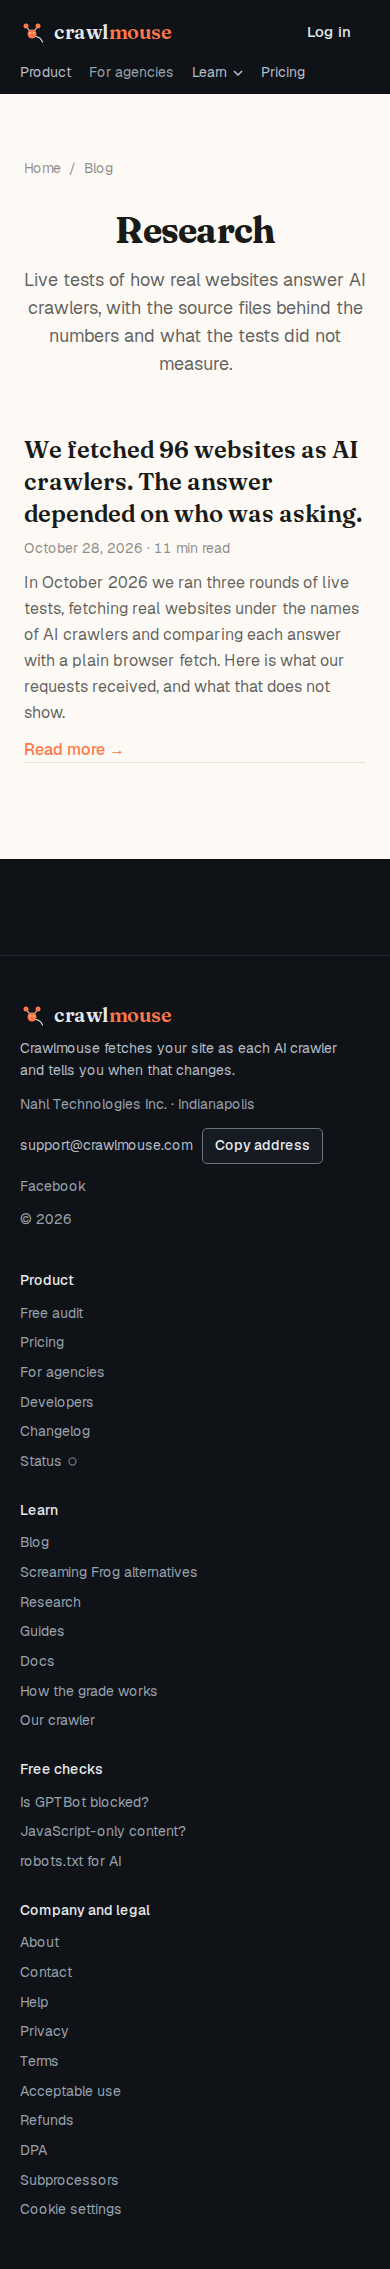 crawlmouse
Log in
Product
For agencies
Learn
Pricing
Home / Blog
Research
Live tests of how real websites answer AI
crawlers, with the source files behind the
numbers and what the tests did not
measure.
We fetched 96 websites as AI
crawlers. The answer
depended on who was asking.
October 28, 2026 · 11 min read
In October 2026 we ran three rounds of live
tests, fetching real websites under the names
of AI crawlers and comparing each answer
with a plain browser fetch. Here is what our
requests received, and what that does not
show.
Read more →
crawlmouse
Crawlmouse fetches your site as each AI crawler
and tells you when that changes.
Nahl Technologies Inc. · Indianapolis
support@crawlmouse.com
Copy address
Facebook
© 2026
Product
Free audit
Pricing
For agencies
Developers
Changelog
Status
Learn
Blog
Screaming Frog alternatives
Research
Guides
Docs
How the grade works
Our crawler
Free checks
Is GPTBot blocked?
JavaScript-only content?
robots.txt for AI
Company and legal
About
Contact
Help
Privacy
Terms
Acceptable use
Refunds
DPA
Subprocessors
Cookie settings